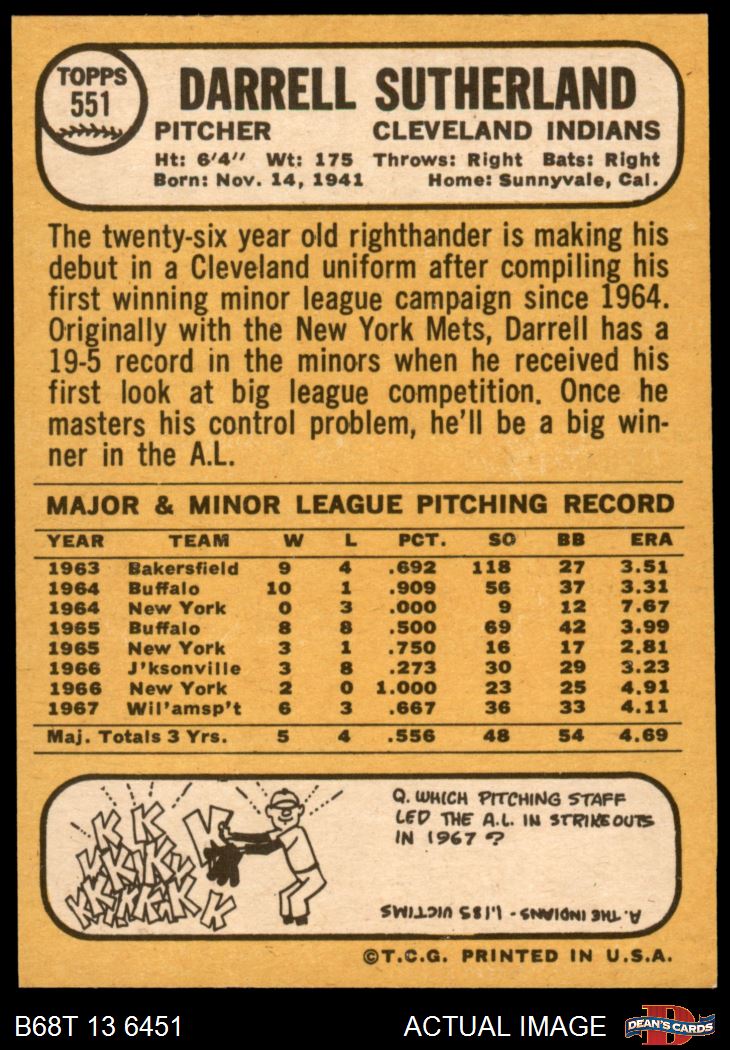 TOPPS
551
DARRELL SUTHERLAND
PITCHER CLEVELAND INDIANS
Ht: 6'4" Wt: 175 Throws: Right Bats: Right
Born: Nov. 14, 1941 Home: Sunnyvale, Cal.
The twenty-six year old righthander is making his
debut in a Cleveland uniform after compiling his
first winning minor league campaign since 1964.
Originally with the New York Mets, Darrell has a
19-5 record in the minors when he received his
first look at big league competition. Once he
masters his control problem, he'll be a big win-
ner in the A.L.
MAJOR & MINOR LEAGUE PITCHING RECORD
YEAR TEAM W L PCT. SO BB ERA
1963 Bakersfield 9 4 .692 118 27 3.51
1964 Buffalo 10 1 .909 56 37 3.31
1964 New York 0 3 .000 9 12 7.67
1965 Buffalo 8 8 .500 69 42 3.99
1965 New York 3 1 .750 16 17 2.81
1966 J'ksonville 3 8 .273 30 29 3.23
1966 New York 2 0 1.000 23 25 4.91
1967 Wil'amsp't 6 3 .667 36 33 4.11
Maj. Totals 3 Yrs. 5 4 .556 48 54 4.69
Q. WHICH PITCHING STAFF
LED THE A.L. IN STRIKEOUTS
IN 1967?
A. THE INDIANS - 1,185 VICTIMS
©T.C.G. PRINTED IN U.S.A.
B68T 13 6451 ACTUAL IMAGE
D
DEAN'S CARDS